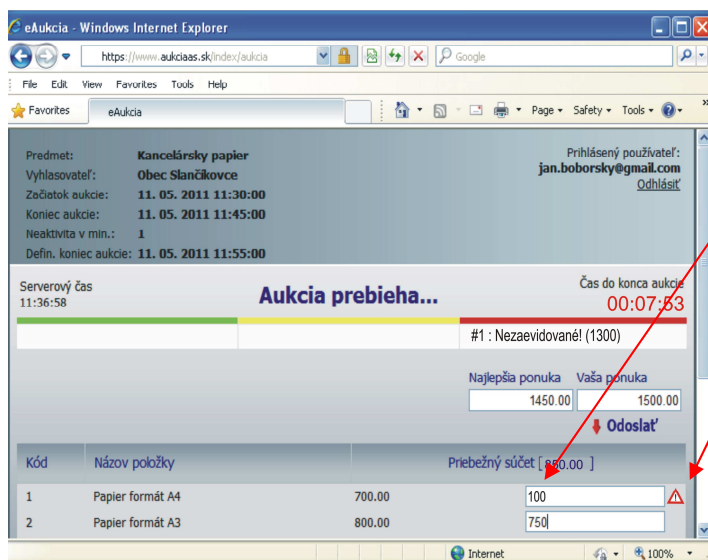 eAukcia - Windows Internet Explorer
https://www.aukciaas.sk/index/aukcia
Google
File Edit View Favorites Tools Help
Favorites eAukcia Page Safety Tools »
Predmet: Kancelársky papier
Vyhlasovateľ: Obec Slančíkovce
Začiatok aukcie: 11. 05. 2011 11:30:00
Koniec aukcie: 11. 05. 2011 11:45:00
Neaktivita v min.: 1
Defin. koniec aukcie: 11. 05. 2011 11:55:00
Prihlásený používateľ:
jan.boborsky@gmail.com
Odhlásiť
Serverový čas
11:36:58
Aukcia prebieha...
Čas do konca aukcie
00:07:53
#1 : Nezaevidované! (1300)
Najlepšia ponuka Vaša ponuka
1450.00 1500.00
Odoslať
Kód Názov položky Priebežný súčet [ 850.00 ]
1 Papier formát A4 700.00 100
2 Papier formát A3 800.00 750
Internet 100%